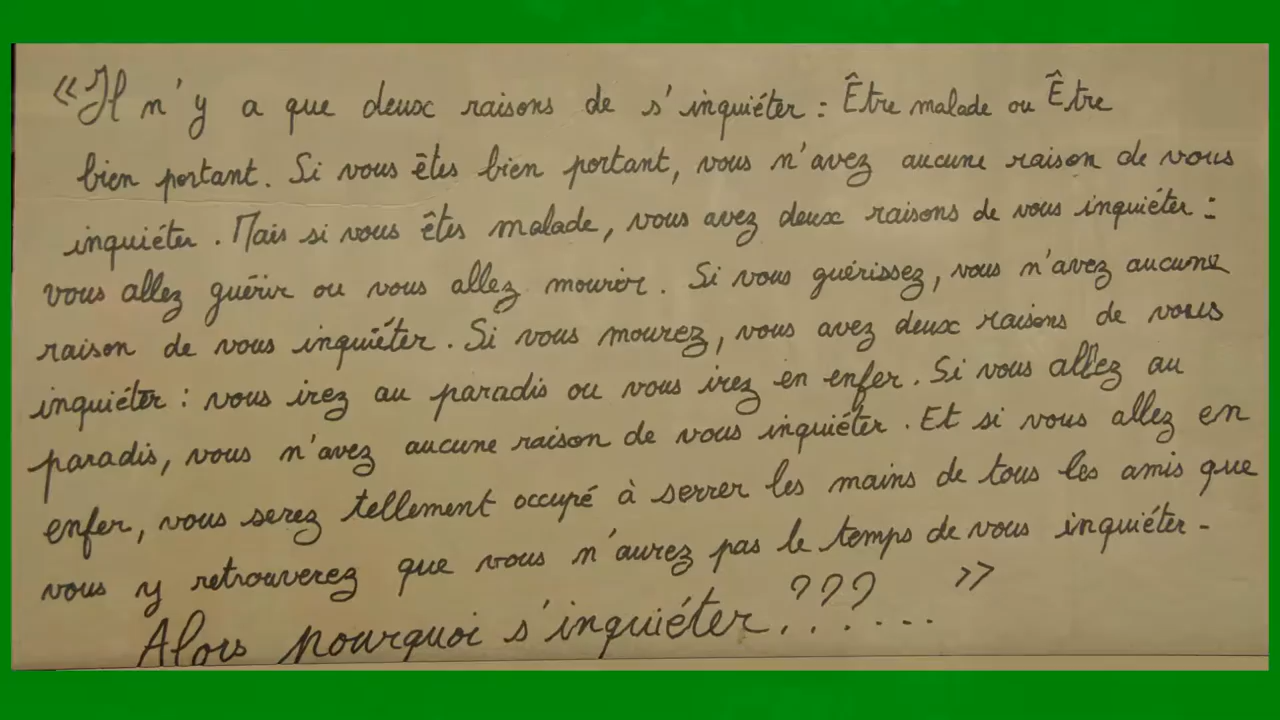 «Il n'y a que deux raisons de s'inquiéter : Être malade ou Être
bien portant. Si vous êtes bien portant, vous n'avez aucune raison de vous
inquiéter. Mais si vous êtes malade, vous avez deux raisons de vous inquiéter :
vous allez guérir ou vous allez mourir. Si vous guérissez, vous n'avez aucune
raison de vous inquiéter. Si vous mourez, vous avez deux raisons de vous
inquiéter : vous irez au paradis ou vous irez en enfer. Si vous allez au
paradis, vous n'avez aucune raison de vous inquiéter. Et si vous allez en
enfer, vous serez tellement occupé à serrer les mains de tous les amis que
vous y retrouverez que vous n'aurez pas le temps de vous inquiéter-
Alors pourquoi s'inquiéter ???...... »